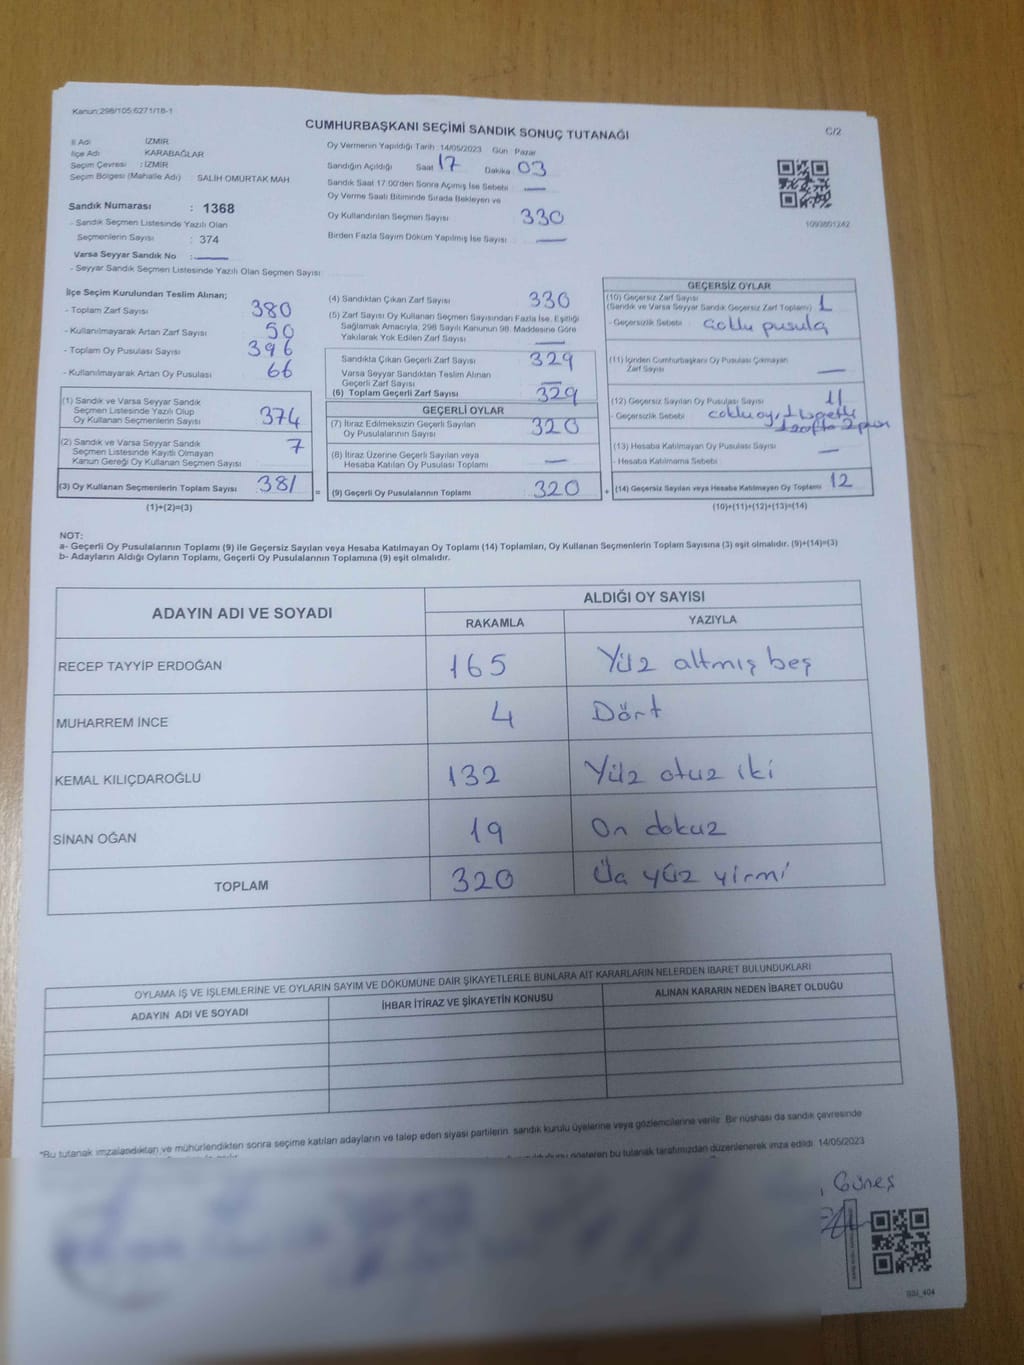 Kanun:298/105;6271/18-1
CUMHURBAŞKANI SEÇİMİ SANDIK SONUÇ TUTANAĞI
C/2
İl Adı : İZMİR
İlçe Adı : KARABAĞLAR
Seçim Çevresi : İZMİR
Seçim Bölgesi (Mahalle Adı) : SALİH OMURTAK MAH.
Sandık Numarası : 1368
- Sandık Seçmen Listesinde Yazılı Olan
Seçmenlerin Sayısı : 374
Varsa Seyyar Sandık No :
- Seyyar Sandık Seçmen Listesinde Yazılı Olan Seçmen Sayısı :
Oy Vermenin Yapıldığı Tarih :14/05/2023 Gün : Pazar
Sandığın Açıldığı Saat : 17 Dakika : 03
Sandık Saat 17:00'den Sonra Açımış İse Sebebi : —
Oy Verme Saati Bitiminde Sırada Bekleyen ve
Oy Kullandırılan Seçmen Sayısı : 330
Birden Fazla Sayım Döküm Yapılmış İse Sayısı : —
1093801242
İlçe Seçim Kurulundan Teslim Alınan;
- Toplam Zarf Sayısı 380
- Kullanılmayarak Artan Zarf Sayısı 50
- Toplam Oy Pusulası Sayısı 396
- Kullanılmayarak Artan Oy Pusulası 66
(1) Sandık ve Varsa Seyyar Sandık
Seçmen Listesinde Yazılı Olup
Oy Kullanan Seçmenlerin Sayısı 374
(2) Sandık ve Varsa Seyyar Sandık
Seçmen Listesinde Kayıtlı Olmayan
Kanun Gereği Oy Kullanan Seçmen Sayısı 7
(3) Oy Kullanan Seçmenlerin Toplam Sayısı 381
(1)+(2)=(3)
(4) Sandıktan Çıkan Zarf Sayısı 330
(5) Zarf Sayısı Oy Kullanan Seçmen Sayısından Fazla İse, Eşitliği
Sağlamak Amacıyla, 298 Sayılı Kanunun 98. Maddesine Göre
Yakılarak Yok Edilen Zarf Sayısı —
Sandıkta Çıkan Geçerli Zarf Sayısı 329
Varsa Seyyar Sandıktan Teslim Alınan
Geçerli Zarf Sayısı —
(6) Toplam Geçerli Zarf Sayısı 329
GEÇERLİ OYLAR
(7) İtiraz Edilmeksizin Geçerli Sayılan
Oy Pusulalarının Sayısı 320
(8) İtiraz Üzerine Geçerli Sayılan veya
Hesaba Katılan Oy Pusulası Toplamı —
= (9) Geçerli Oy Pusulalarının Toplamı 320
GEÇERSİZ OYLAR
(10) Geçersiz Zarf Sayısı
(Sandık ve Varsa Seyyar Sandık Geçersiz Zarf Toplamı) 1
- Geçersizlik Sebebi : Çoklu pusula
(11) İçinden Cumhurbaşkanı Oy Pusulası Çıkmayan
Zarf Sayısı —
(12) Geçersiz Sayılan Oy Pusulası Sayısı 11
- Geçersizlik Sebebi : çoklu oy,
(13) Hesaba Katılmayan Oy Pusulası Sayısı —
- Hesaba Katılmama Sebebi
+ (14) Geçersiz Sayılan veya Hesaba Katılmayan Oy Toplamı 12
(10)+(11)+(12)+(13)=(14)
NOT:
a- Geçerli Oy Pusulalarının Toplamı (9) ile Geçersiz Sayılan veya Hesaba Katılmayan Oy Toplamı (14) Toplamları, Oy Kullanan Seçmenlerin Toplam Sayısına (3) eşit olmalıdır. (9)+(14)=(3)
b- Adayların Aldığı Oyların Toplamı, Geçerli Oy Pusulalarının Toplamına (9) eşit olmalıdır.
ADAYIN ADI VE SOYADI ALDIĞI OY SAYISI
RAKAMLA YAZIYLA
RECEP TAYYİP ERDOĞAN 165 Yüz altmış beş
MUHARREM İNCE 4 Dört
KEMAL KILIÇDAROĞLU 132 Yüz otuz iki
SİNAN OĞAN 19 On dokuz
TOPLAM 320 Üç yüz yirmi
OYLAMA İŞ VE İŞLEMLERİNE VE OYLARIN SAYIM VE DÖKÜMÜNE DAİR ŞİKAYETLERLE BUNLARA AİT KARARLARIN NELERDEN İBARET BULUNDUKLARI
ADAYIN ADI VE SOYADI İHBAR İTİRAZ VE ŞİKAYETİN KONUSU ALINAN KARARIN NEDEN İBARET OLDUĞU
*Bu tutanak imzalandıktan ve mühürlendikten sonra seçime katılan adayların ve talep eden siyasi partilerin, sandık kurulu üyelerine veya gözlemcilerine verilir. Bir nüshası da sandık çevresinde
gösteren bu tutanak tarafımızdan düzenlenerek imza edildi. 14/05/2023
Güneş
GSİ_404